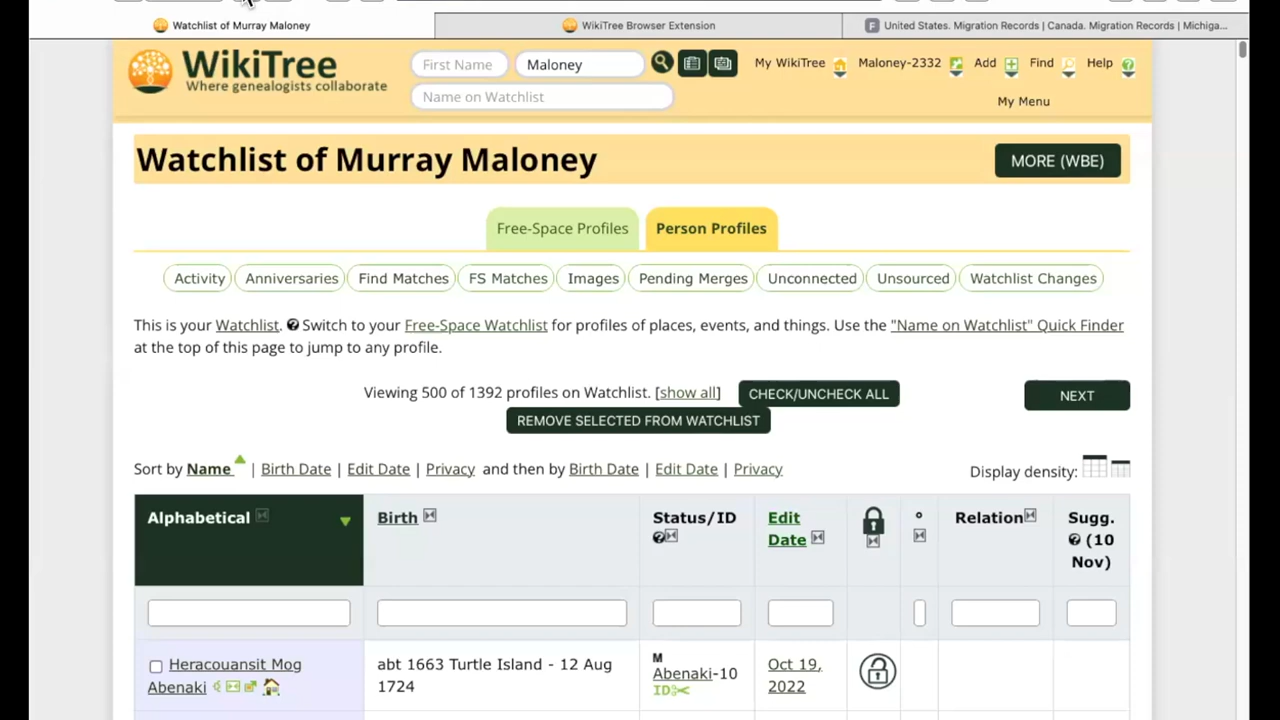 Watchlist of Murray Maloney
WikiTree Browser Extension
United States. Migration Records | Canada. Migration Records | Michiga...
WikiTree
Where genealogists collaborate
First Name
Maloney
My WikiTree
Maloney-2332
Add
Find
Help
Name on Watchlist
My Menu
Watchlist of Murray Maloney
MORE (WBE)
Free-Space Profiles
Person Profiles
Activity
Anniversaries
Find Matches
FS Matches
Images
Pending Merges
Unconnected
Unsourced
Watchlist Changes
This is your Watchlist. Switch to your Free-Space Watchlist for profiles of places, events, and things. Use the "Name on Watchlist" Quick Finder
at the top of this page to jump to any profile.
Viewing 500 of 1392 profiles on Watchlist. [show all]
CHECK/UNCHECK ALL
NEXT
REMOVE SELECTED FROM WATCHLIST
Sort by Name | Birth Date | Edit Date | Privacy and then by Birth Date | Edit Date | Privacy
Display density:
Alphabetical
Birth
Status/ID
Edit
Date
°
Relation
Sugg.
(10
Nov)
Heracouansit Mog
Abenaki
abt 1663 Turtle Island - 12 Aug
1724
M
Abenaki-10
ID
Oct 19,
2022